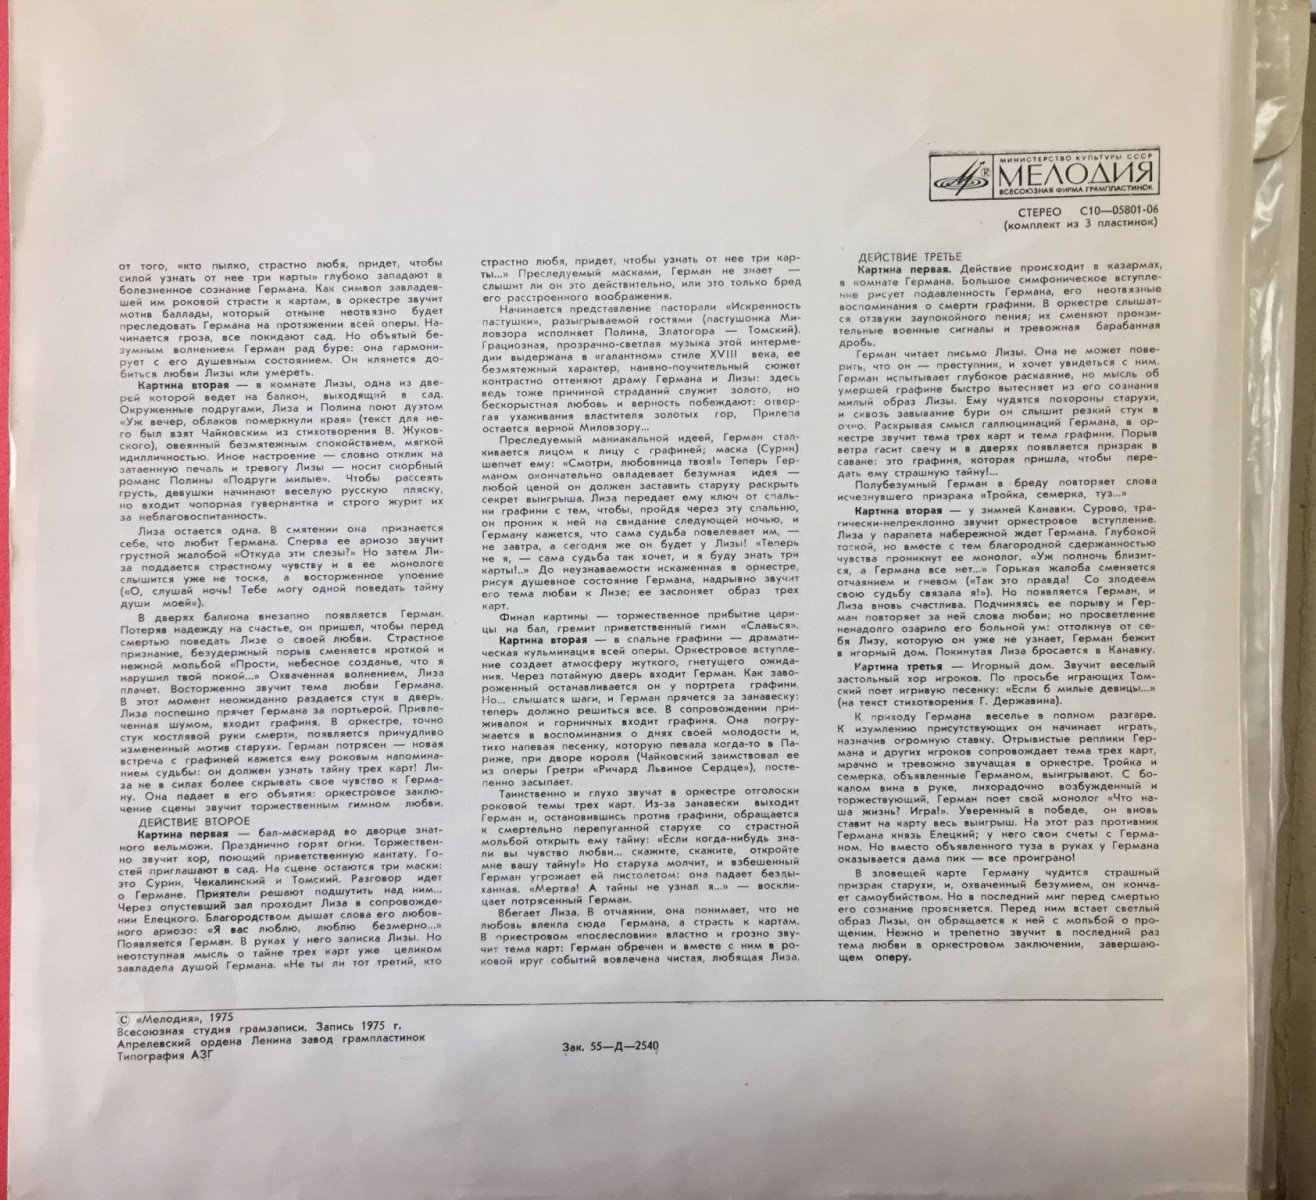 МИНИСТЕРСТВО КУЛЬТУРЫ СССР
МЕЛОДИЯ
ВСЕСОЮЗНАЯ ФИРМА ГРАМПЛАСТИНОК
СТЕРЕО С10—05801-06
(комплект из 3 пластинок)
от того, «кто пылко, страстно любя, придет, чтобы
силой узнать от нее три карты» глубоко западают в
болезненное сознание Германа. Как символ завладев-
шей им роковой страсти к картам, в оркестре звучит
мотив баллады, который отныне неотвязно будет
преследовать Германа на протяжении всей оперы. На-
чинается гроза, все покидают сад. Но объятый бе-
зумным волнением Герман рад буре: она гармони-
рует с его душевным состоянием. Он клянется до-
биться любви Лизы или умереть.
Картина вторая — в комнате Лизы, одна из две-
рей которой ведет на балкон, выходящий в сад.
Окруженные подругами, Лиза и Полина поют дуэтом
«Уж вечер, облаков померкнули края» (текст для не-
го был взят Чайковским из стихотворения В. Жуков-
ского), овеянный безмятежным спокойствием, мягкой
идилличностью. Иное настроение — словно отклик на
затаенную печаль и тревогу Лизы — носит скорбный
романс Полины «Подруги милые». Чтобы рассеять
грусть, девушки начинают веселую русскую пляску,
но входит чопорная гувернантка и строго журит их
за неблаговоспитанность.
Лиза остается одна. В смятении она признается
себе, что любит Германа. Сперва ее ариозо звучит
грустной жалобой «Откуда эти слезы?» Но затем Ли-
за поддается страстному чувству и в ее монологе
слышится уже не тоска, а восторженное упоение
(«О, слушай ночь! Тебе могу одной поведать тайну
души моей»).
В дверях балкона внезапно появляется Герман.
Потеряв надежду на счастье, он пришел, чтобы перед
смертью поведать Лизе о своей любви. Страстное
признание, безудержный порыв сменяется кроткой и
нежной мольбой «Прости, небесное созданье, что я
нарушил твой покой...» Охваченная волнением, Лиза
плачет. Восторженно звучит тема любви Германа.
В этот момент неожиданно раздается стук в дверь.
Лиза поспешно прячет Германа за портьерой. Привле-
ченная шумом, входит графиня. В оркестре, точно
стук костлявой руки смерти, появляется причудливо
измененный мотив старухи. Герман потрясен — новая
встреча с графиней кажется ему роковым напомина-
нием судьбы: он должен узнать тайну трех карт! Ли-
за не в силах более скрывать свое чувство к Герма-
ну. Она падает в его объятия: оркестровое заклю-
чение сцены звучит торжественным гимном любви.
ДЕЙСТВИЕ ВТОРОЕ
Картина первая — бал-маскарад во дворце знат-
ного вельможи. Празднично горят огни. Торжествен-
но звучит хор, поющий приветственную кантату. Го-
стей приглашают в сад. На сцене остаются три маски:
это Сурин, Чекалинский и Томский. Разговор идет
о Германе. Приятели решают подшутить над ним...
Через опустевший зал проходит Лиза в сопровожде-
нии Елецкого. Благородством дышат слова его любов-
ного ариозо: «Я вас люблю, люблю безмерно...»
Появляется Герман. В руках у него записка Лизы. Но
неотступная мысль о тайне трех карт уже целиком
завладела душой Германа. «Не ты ли тот третий, кто
страстно любя, придет, чтобы узнать от нее три кар-
ты...» Преследуемый масками, Герман не знает —
слышит ли он это действительно, или это только бред
его расстроенного воображения.
Начинается представление пасторали «Искренность
пастушки», разыгрываемой гостями (пастушонка Ми-
ловзора исполняет Полина, Златогора — Томский).
Грациозная, прозрачно-светлая музыка этой интерме-
дии выдержана в «галантном» стиле XVIII века, ее
безмятежный характер, наивно-поучительный сюжет
контрастно оттеняют драму Германа и Лизы: здесь
ведь тоже причиной страданий служит золото, но
бескорыстная любовь и верность побеждают: отвер-
гая ухаживания властителя золотых гор, Прилепа
остается верной Миловзору...
Преследуемый маниакальной идеей, Герман стал-
кивается лицом к лицу с графиней; маска (Сурин)
шепчет ему: «Смотри, любовница твоя!» Теперь Гер-
маном окончательно овладевает безумная идея —
любой ценой он должен заставить старуху раскрыть
секрет выигрыша. Лиза передает ему ключ от спаль-
ни графини с тем, чтобы, пройдя через эту спальню,
он проник к ней на свидание следующей ночью, и
Герману кажется, что сама судьба повелевает им, —
не завтра, а сегодня же он будет у Лизы! «Теперь
не я, — сама судьба так хочет, и я буду знать три
карты!..» До неузнаваемости искаженная в оркестре,
рисуя душевное состояние Германа, надрывно звучит
его тема любви к Лизе; ее заслоняет образ трех
карт.
Финал картины — торжественное прибытие цари-
цы на бал, гремит приветственный гимн «Славься».
Картина вторая — в спальне графини — драмати-
ческая кульминация всей оперы. Оркестровое вступле-
ние создает атмосферу жуткого, гнетущего ожида-
ния. Через потайную дверь входит Герман. Как заво-
роженный останавливается он у портрета графини.
Но... слышатся шаги, и Герман прячется за занавеску:
теперь должно решиться все. В сопровождении при-
живалок и горничных входит графиня. Она погру-
жается в воспоминания о днях своей молодости и,
тихо напевая песенку, которую певала когда-то в Па-
риже, при дворе короля (Чайковский заимствовал ее
из оперы Гретри «Ричард Львиное Сердце»), посте-
пенно засыпает.
Таинственно и глухо звучат в оркестре отголоски
роковой темы трех карт. Из-за занавески выходит
Герман и, остановившись против графини, обращается
к смертельно перепуганной старухе со страстной
мольбой открыть ему тайну: «Если когда-нибудь зна-
ли вы чувство любви... скажите, скажите, откройте
мне вашу тайну!» Но старуха молчит, и взбешенный
Герман угрожает ей пистолетом: она падает безды-
ханная. «Мертва! А тайны не узнал я...» — воскли-
цает потрясенный Герман.
Вбегает Лиза. В отчаянии, она понимает, что не
любовь влекла сюда Германа, а страсть к картам.
В оркестровом «послесловии» властно и грозно зву-
чит тема карт: Герман обречен и вместе с ним в ро-
ковой круг событий вовлечена чистая, любящая Лиза.
ДЕЙСТВИЕ ТРЕТЬЕ
Картина первая. Действие происходит в казармах,
в комнате Германа. Большое симфоническое вступле-
ние рисует подавленность Германа, его неотвязные
воспоминания о смерти графини. В оркестре слышат-
ся отзвуки заупокойного пения; их сменяют пронзи-
тельные военные сигналы и тревожная барабанная
дробь.
Герман читает письмо Лизы. Она не может пове-
рить, что он — преступник, и хочет увидеться с ним.
Герман испытывает глубокое раскаяние, но мысль об
умершей графине быстро вытесняет из его сознания
милый образ Лизы. Ему чудятся похороны старухи,
и сквозь завывание бури он слышит резкий стук в
окно. Раскрывая смысл галлюцинаций Германа, в ор-
кестре звучит тема трех карт и тема графини. Порыв
ветра гасит свечу и в дверях появляется призрак в
саване: это графиня, которая пришла, чтобы пере-
дать ему страшную тайну!...
Полубезумный Герман в бреду повторяет слова
исчезнувшего призрака «Тройка, семерка, туз...»
Картина вторая — у зимней Канавки. Сурово, тра-
гически-непреклонно звучит оркестровое вступление.
Лиза у парапета набережной ждет Германа. Глубокой
тоской, но вместе с тем благородной сдержанностью
чувства проникнут ее монолог. «Уж полночь близит-
ся, а Германа все нет...» Горькая жалоба сменяется
отчаянием и гневом («Так это правда! Со злодеем
свою судьбу связала я!»). Но появляется Герман, и
Лиза вновь счастлива. Подчиняясь ее порыву и Гер-
ман повторяет за ней слова любви; но просветление
ненадолго озарило его больной ум: оттолкнув от се-
бя Лизу, которую он уже не узнает, Герман бежит
в игорный дом. Покинутая Лиза бросается в Канавку.
Картина третья — Игорный дом. Звучит веселый
застольный хор игроков. По просьбе играющих Том-
ский поет игривую песенку: «Если б милые девицы...»
(на текст стихотворения Г. Державина).
К приходу Германа веселье в полном разгаре.
К изумлению присутствующих он начинает играть,
назначив огромную ставку. Отрывистые реплики Гер-
мана и других игроков сопровождает тема трех карт,
мрачно и тревожно звучащая в оркестре. Тройка и
семерка, объявленные Германом, выигрывают. С бо-
калом вина в руке, лихорадочно возбужденный и
торжествующий, Герман поет свой монолог «Что на-
ша жизнь? Игра!». Уверенный в победе, он вновь
ставит на карту весь выигрыш. На этот раз противник
Германа князь Елецкий; у него свои счеты с Герма-
ном. Но вместо объявленного туза в руках у Германа
оказывается дама пик — все проиграно!
В зловещей карте Герману чудится страшный
призрак старухи, и, охваченный безумием, он конча-
ет самоубийством. Но в последний миг перед смертью
его сознание проясняется. Перед ним встает светлый
образ Лизы, он обращается к ней с мольбой о про-
щении. Нежно и трепетно звучит в последний раз
тема любви в оркестровом заключении, завершаю-
щем оперу.
© «Мелодия», 1975
Всесоюзная студия грамзаписи. Запись 1975 г.
Апрелевский ордена Ленина завод грампластинок
Типография АЗГ
Зак. 55—Д—2540